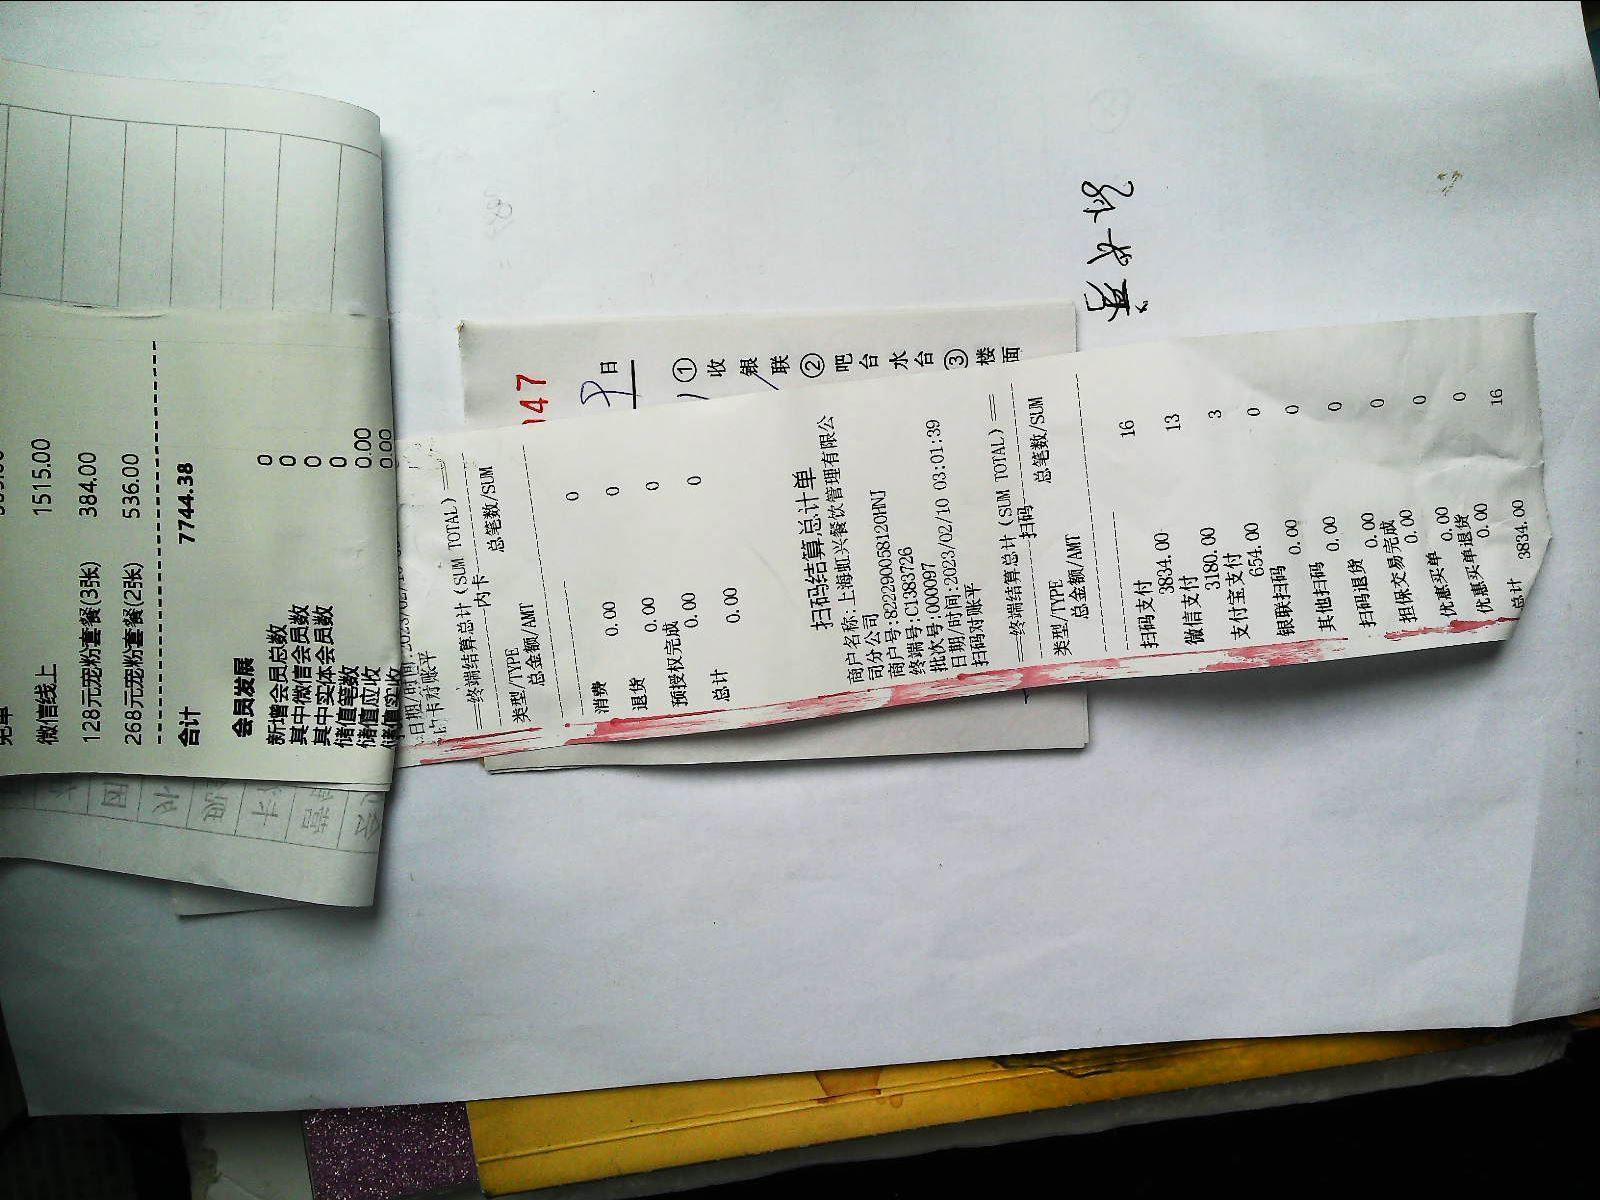 微信线上 1515.00
128元宠粉套餐(3张) 384.00
268元宠粉套餐(2张) 536.00
合计 7744.38
会员发展
新增会员总数 0
其中微信会员数 0
其中实体会员数 0
储值笔数 0
储值应收 0.00
储值实收 0.00
==终端结算总计(SUM TOTAL)==
内卡
类型/TYPE 总笔数/SUM
总金额/AMT
消费 0
0.00
退货 0
0.00
预授权完成 0
0.00
总计 0
0.00
扫码结算总计单
商户名称:上海虹兴餐饮管理有限公
司分公司
商户号:82229005812OHNJ
终端号:C1383726
批次号:000097
日期/时间:2023/02/10 03:01:39
扫码对账平
==终端结算总计(SUM TOTAL)==
扫码
类型/TYPE 总笔数/SUM
总金额/AMT
扫码支付 16
3834.00
微信支付 13
3180.00
支付宝支付 3
654.00
银联扫码 0
0.00
其他扫码 0
0.00
扫码退货 0
0.00
担保交易完成 0
0.00
优惠买单 0
0.00
优惠买单退货 0
0.00
总计 16
3834.00
047
日
①收银联②吧台水台③楼面